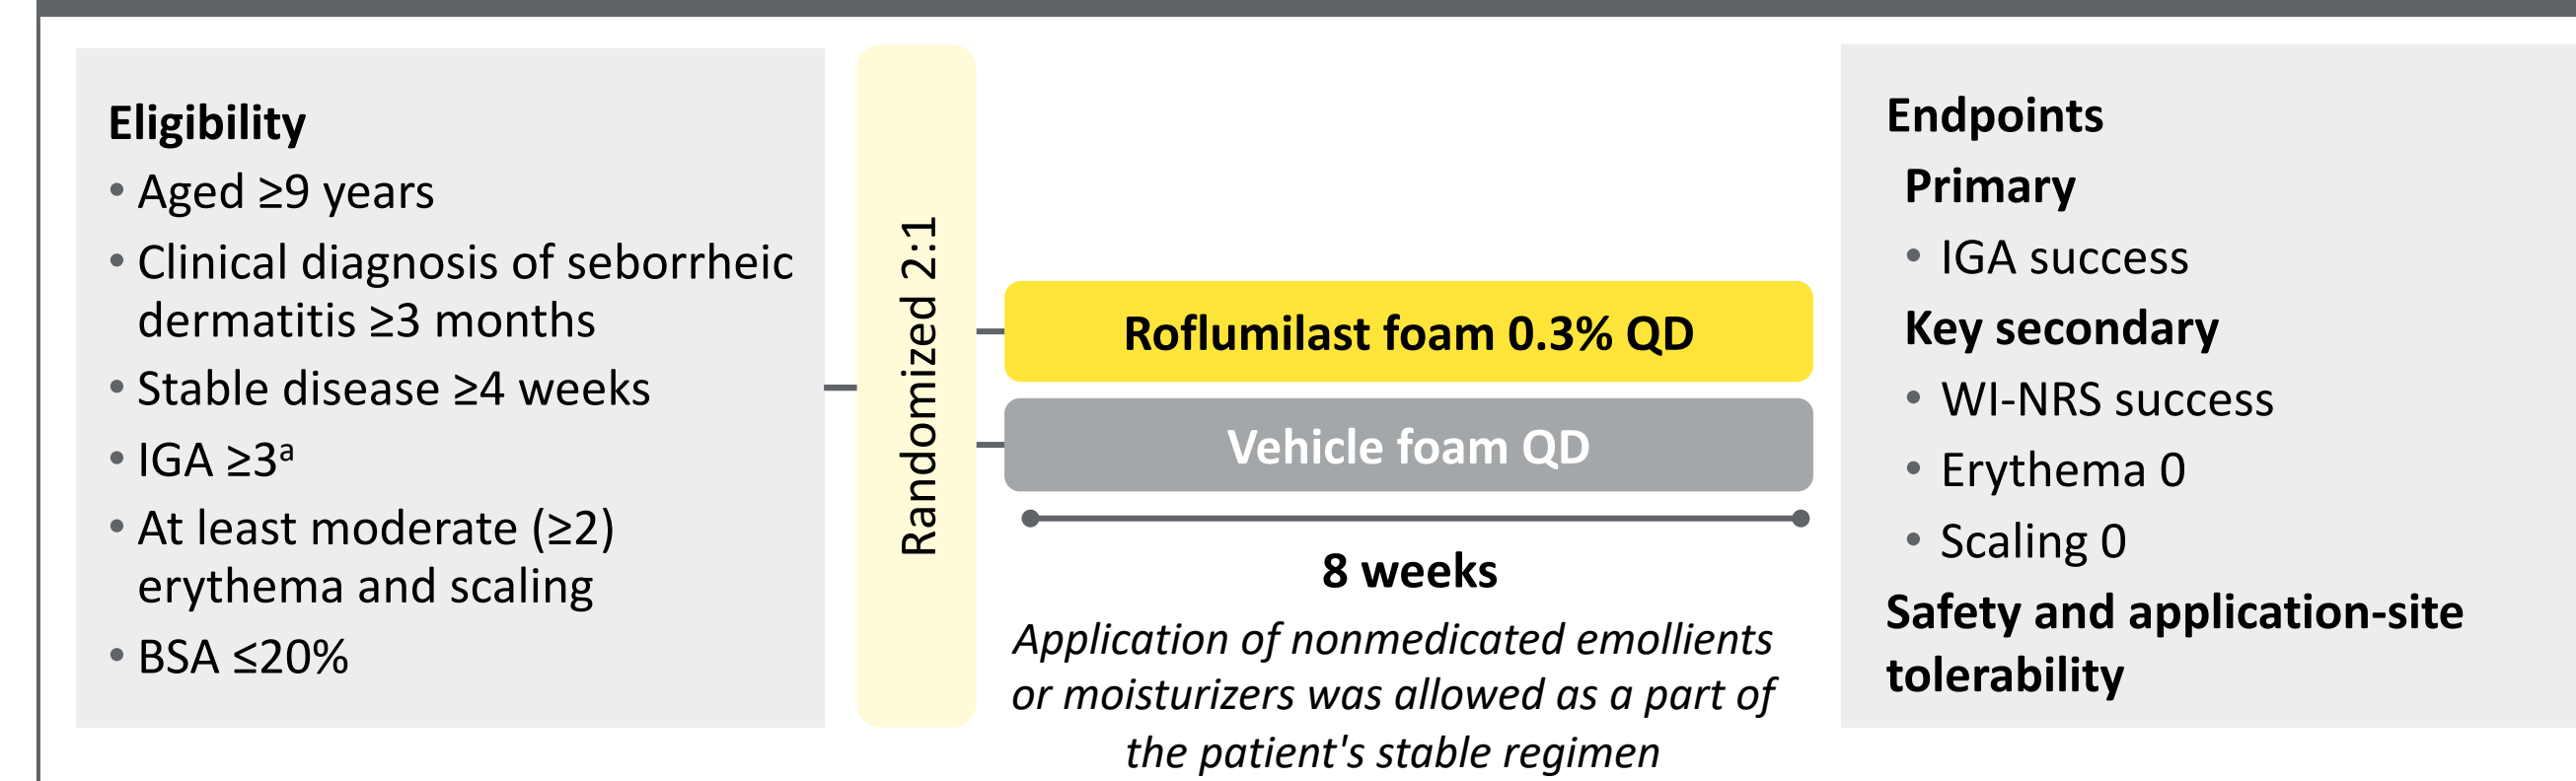 Eligibility
• Aged ≥9 years
• Clinical diagnosis of seborrheic
dermatitis ≥3 months
• Stable disease ≥4 weeks
• IGA ≥3ᵃ
• At least moderate (≥2)
erythema and scaling
• BSA ≤20%
Randomized 2:1
Roflumilast foam 0.3% QD
Vehicle foam QD
8 weeks
Application of nonmedicated emollients
or moisturizers was allowed as a part of
the patient's stable regimen
Endpoints
Primary
• IGA success
Key secondary
• WI-NRS success
• Erythema 0
• Scaling 0
Safety and application-site
tolerability